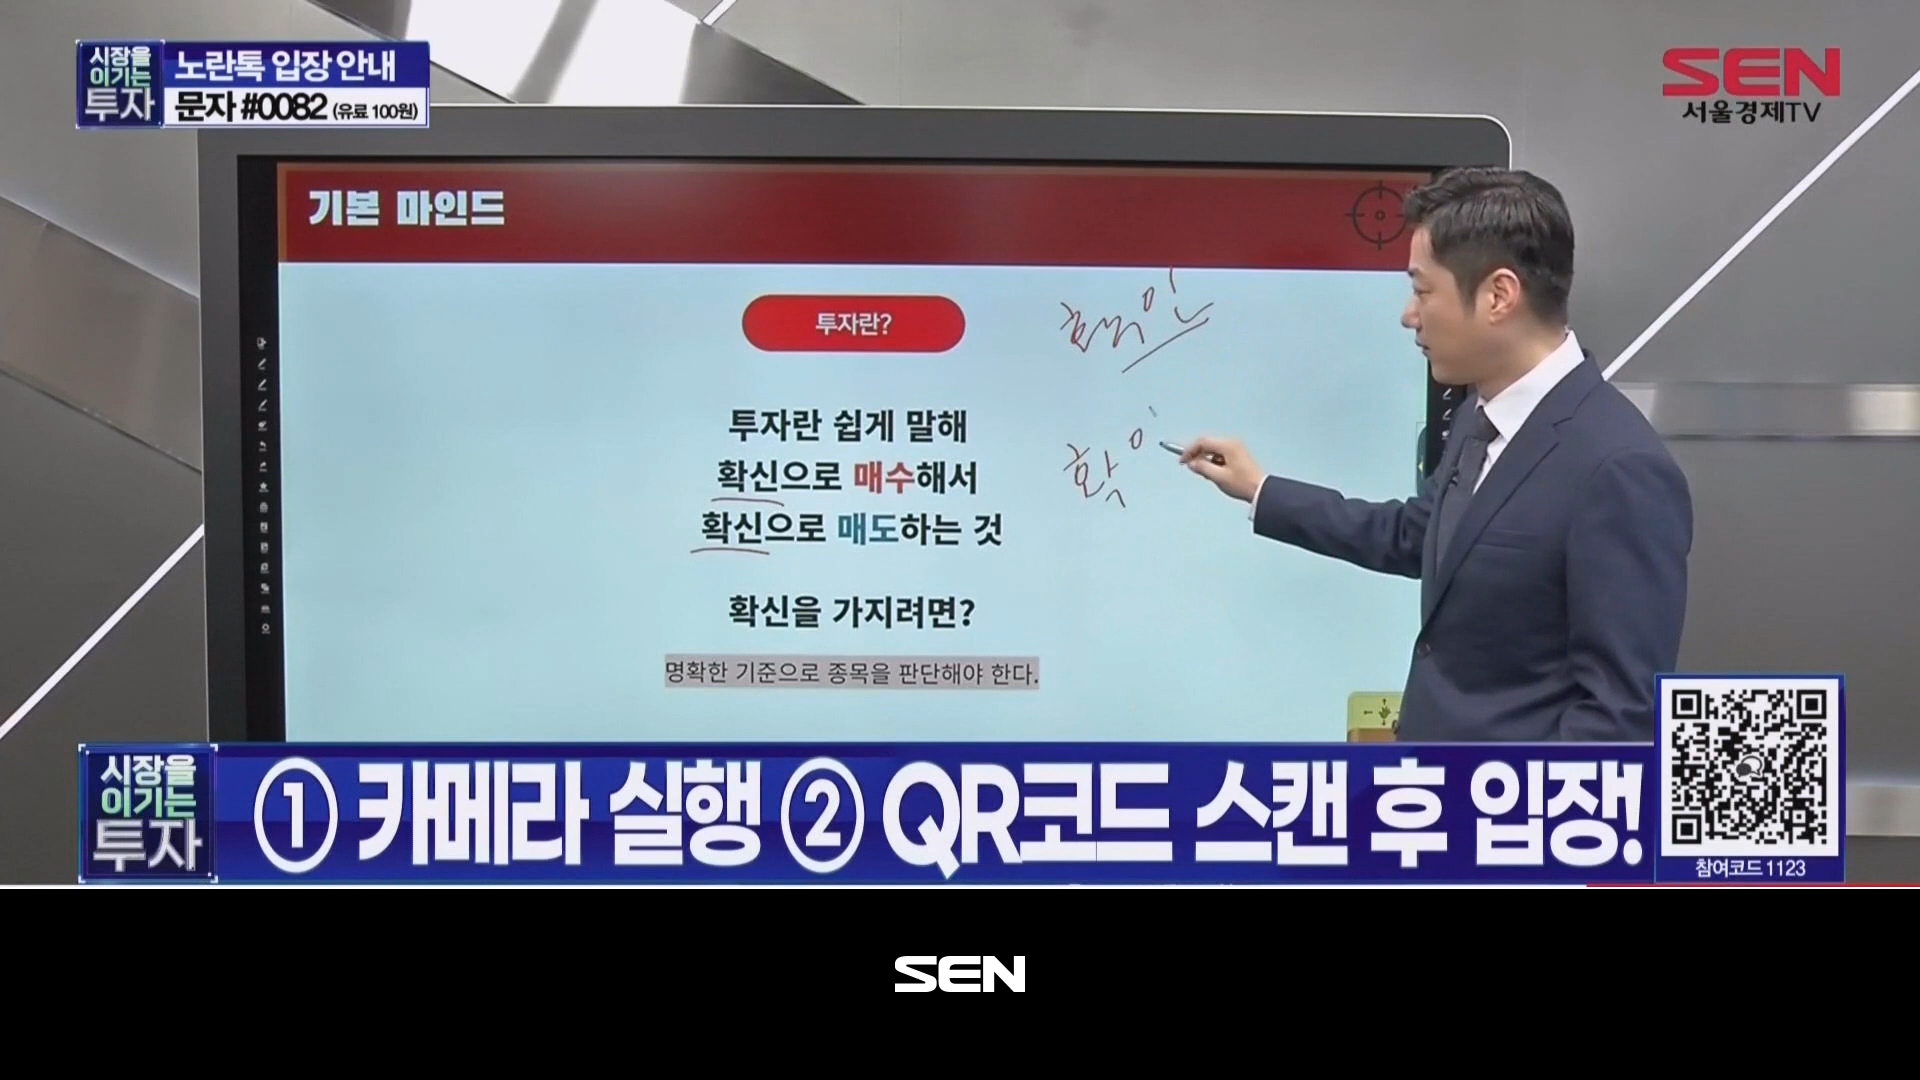 시장을
이기는
투자
노란톡 입장 안내
문자 #0082 (유료 100원)
SEN
서울경제TV
기본 마인드
투자란?
투자란 쉽게 말해
확신으로 매수해서
확신으로 매도하는 것
확신을 가지려면?
명확한 기준으로 종목을 판단해야 한다.
시장을
이기는
투자
① 카메라 실행 ② QR코드 스캔 후 입장!
참여코드 1123
SEN